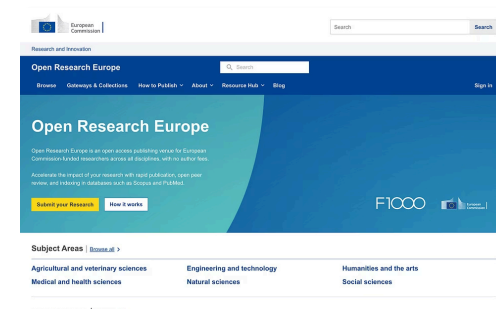 European
Commission
Search
Search
Research and Innovation
Open Research Europe
Search
Browse
Gateways & Collections
How to Publish
About
Resource Hub
Blog
Sign in
Open Research Europe
Open Research Europe is an open access publishing venue for European
Commission-funded researchers across all disciplines, with no author fees.
Accelerate the impact of your research with rapid publication, open peer
review, and indexing in databases such as Scopus and PubMed.
Submit your Research
How it works
F1000
European
Commission
Subject Areas | Browse all >
Agricultural and veterinary sciences
Engineering and technology
Humanities and the arts
Medical and health sciences
Natural sciences
Social sciences